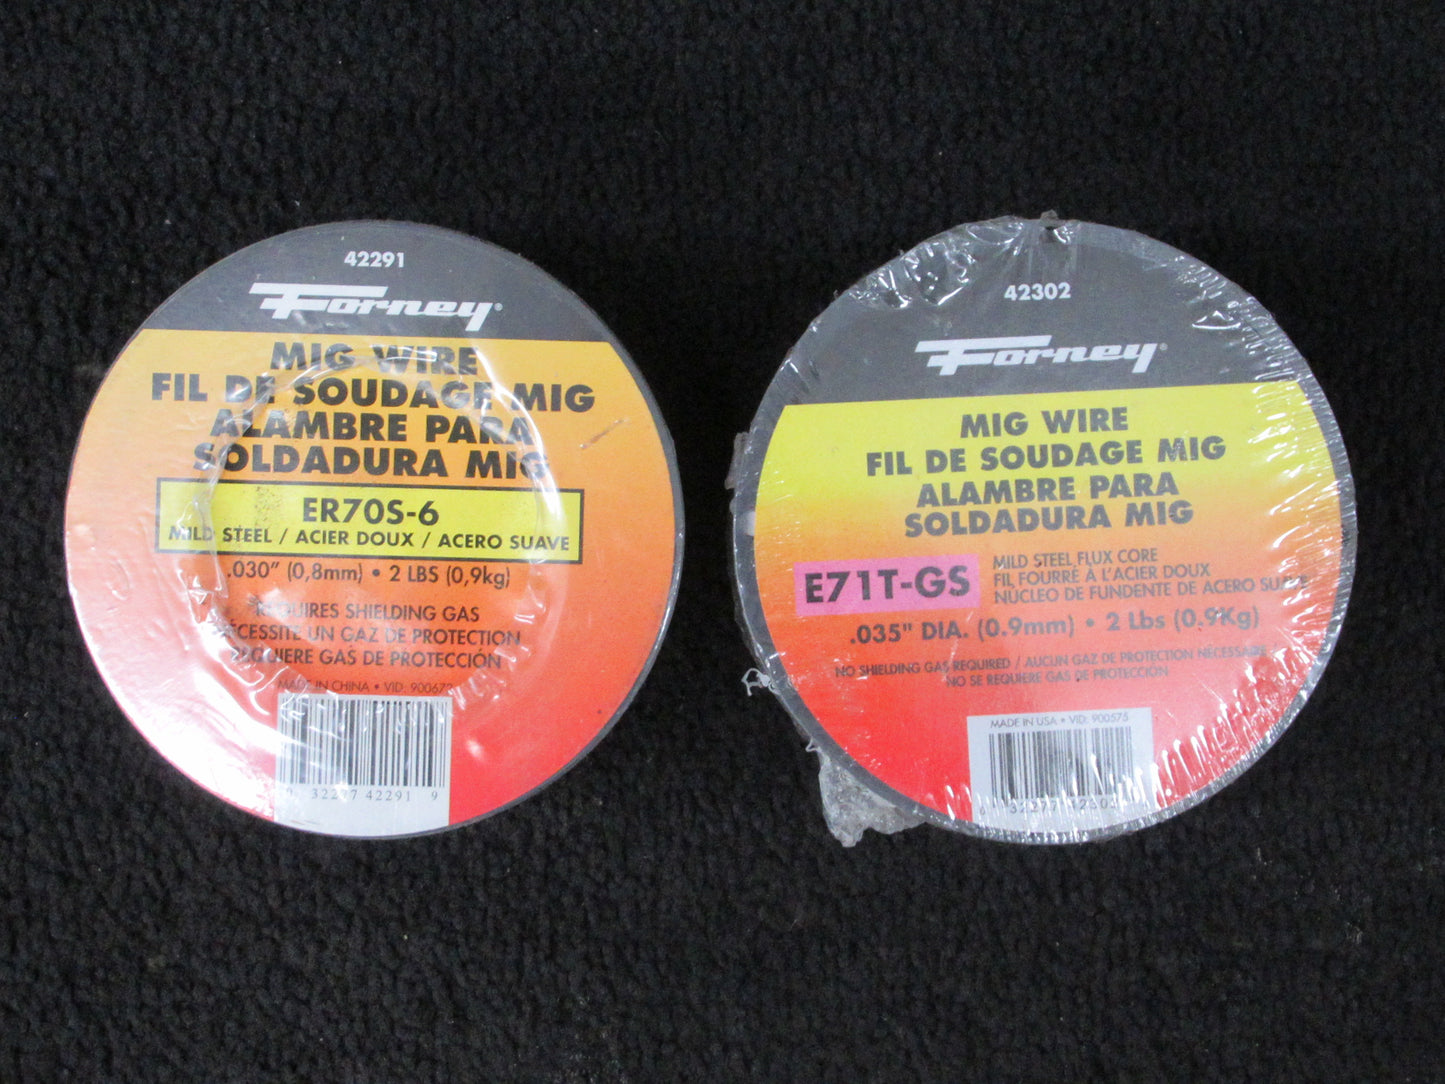 42291
Forney®
MIG WIRE
FIL DE SOUDAGE MIG
ALAMBRE PARA
SOLDADURA MIG
ER70S-6
MILD STEEL / ACIER DOUX / ACERO SUAVE
.030" (0,8mm) • 2 LBS (0,9kg)
REQUIRES SHIELDING GAS
NÉCESSITE UN GAZ DE PROTECTION
REQUIERE GAS DE PROTECCIÓN
MADE IN CHINA • VID: 900672
0 32277 42291 9
42302
Forney®
MIG WIRE
FIL DE SOUDAGE MIG
ALAMBRE PARA
SOLDADURA MIG
E71T-GS
MILD STEEL FLUX CORE
FIL FOURRÉ À L'ACIER DOUX
NÚCLEO DE FUNDENTE DE ACERO SUAVE
.035" DIA. (0.9mm) • 2 Lbs (0.9Kg)
NO SHIELDING GAS REQUIRED / AUCUN GAZ DE PROTECTION NÉCESSAIRE
NO SE REQUIERE GAS DE PROTECCIÓN
MADE IN USA • VID: 900575
32277